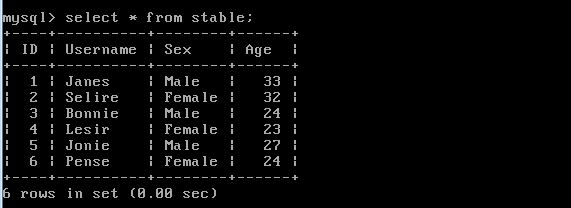 mysql> select * from stable;
+----+----------+--------+------+
| ID | Username | Sex    | Age  |
+----+----------+--------+------+
|  1 | Janes    | Male   |   33 |
|  2 | Selire   | Female |   32 |
|  3 | Bonnie   | Male   |   24 |
|  4 | Lesir    | Female |   23 |
|  5 | Jonie    | Male   |   27 |
|  6 | Pense    | Female |   24 |
+----+----------+--------+------+
6 rows in set (0.00 sec)